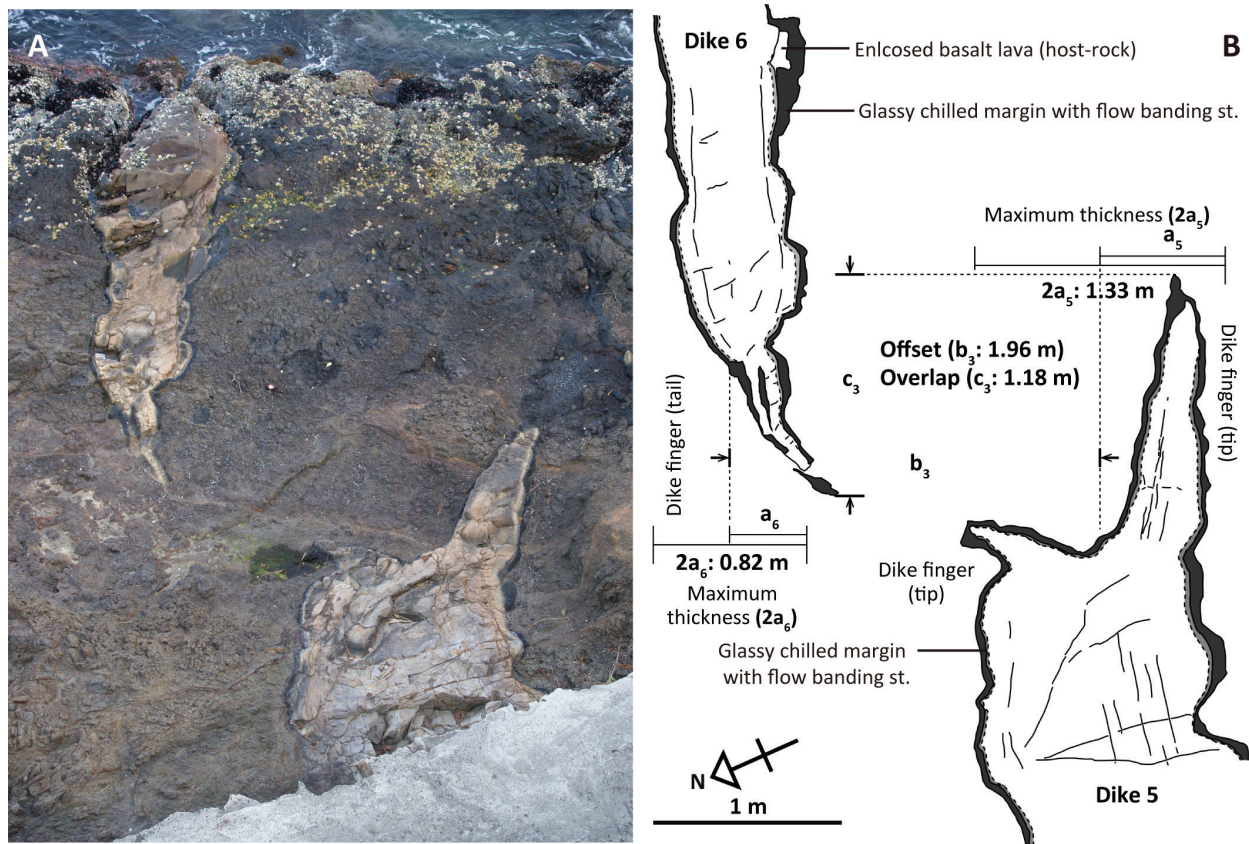 A
B
Dike 6
Enlcosed basalt lava (host-rock)
Glassy chilled margin with flow banding st.
Maximum thickness (2a5)
a5
2a5: 1.33 m
Offset (b3: 1.96 m)
c3 Overlap (c3: 1.18 m)
Dike finger (tail)
Dike finger (tip)
b3
a6
2a6: 0.82 m
Maximum
thickness (2a6)
Dike finger
(tip)
Glassy chilled margin
with flow banding st.
N
1 m
Dike 5